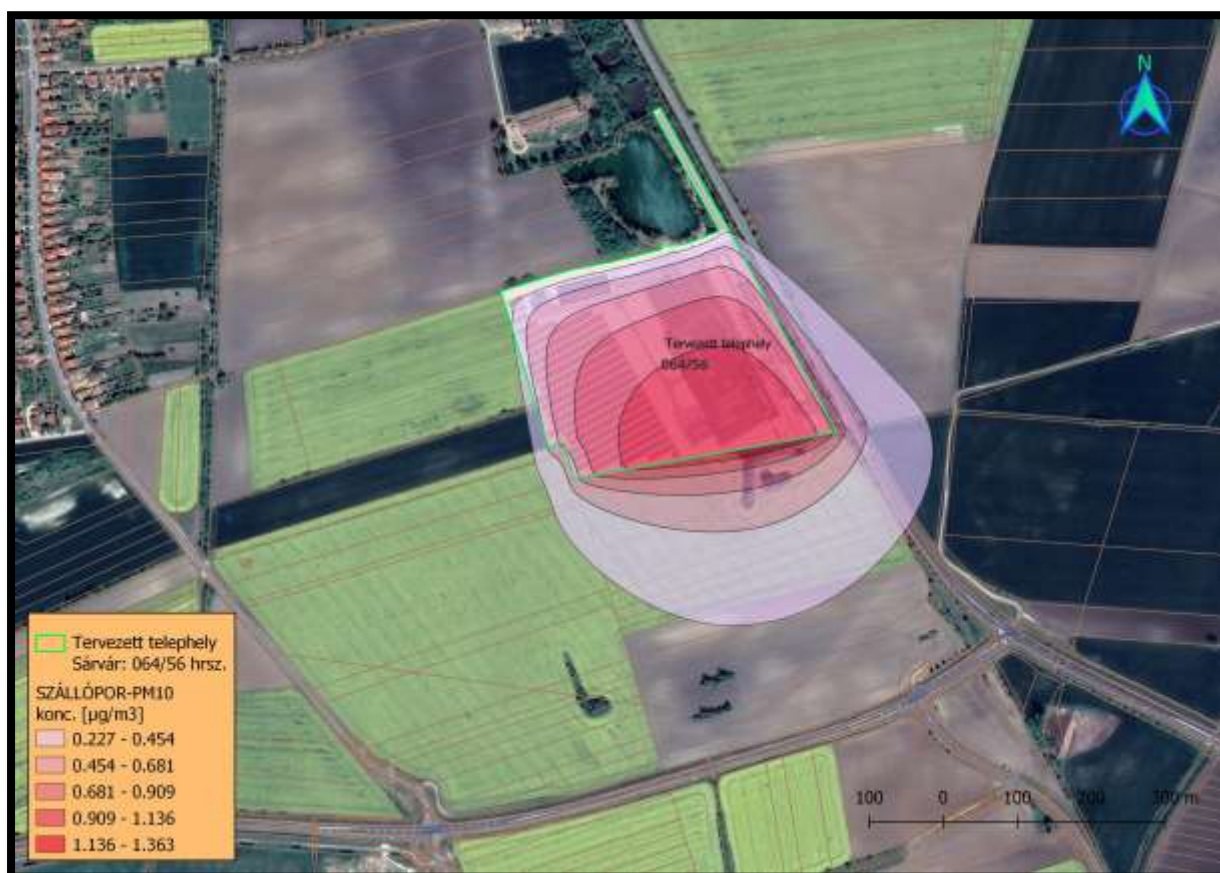 N
Tervezett telephely
064/56
Tervezett telephely
Sárvár: 064/56 hrsz.
SZÁLLÓPOR-PM10
konc. [µg/m3]
0.227 - 0.454
0.454 - 0.681
0.681 - 0.909
0.909 - 1.136
1.136 - 1.363
100 0 100 200 300 m